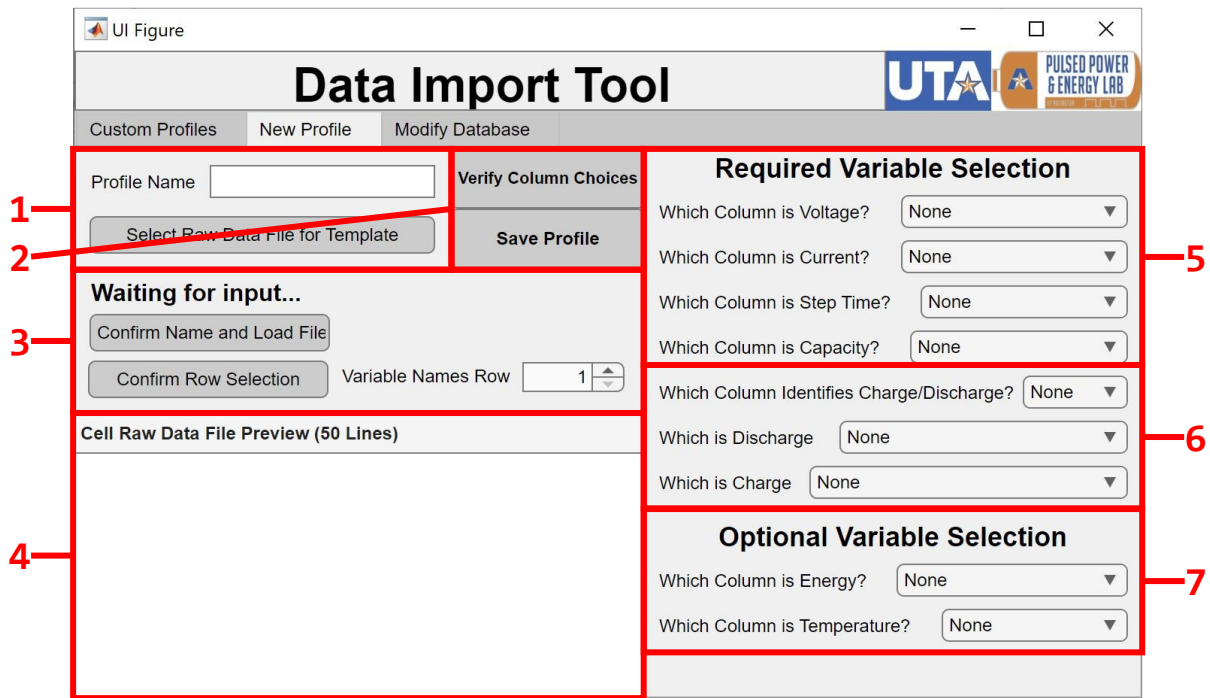 UI Figure
Data Import Tool
UTA
PULSED POWER
& ENERGY LAB
Custom Profiles
New Profile
Modify Database
1
Profile Name
Select Raw Data File for Template
2
Verify Column Choices
Save Profile
3
Waiting for input...
Confirm Name and Load File
Confirm Row Selection
Variable Names Row
1
4
Cell Raw Data File Preview (50 Lines)
Required Variable Selection
Which Column is Voltage? None
Which Column is Current? None
Which Column is Step Time? None
Which Column is Capacity? None
5
Which Column Identifies Charge/Discharge? None
Which is Discharge None
Which is Charge None
6
Optional Variable Selection
Which Column is Energy? None
Which Column is Temperature? None
7